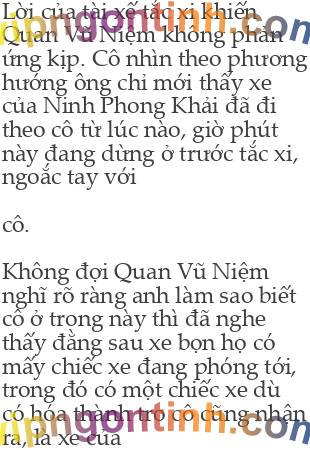 Lời của tài xế tắc xi khiến
Quan Vũ Niệm không phản
ứng kịp. Cô nhìn theo phương
hướng ông chỉ mới thấy xe
của Ninh Phong Khải đã đi
theo cô từ lúc nào, giờ phút
này đang dừng ở trước tắc xi,
ngoắc tay với
cô.
Không đợi Quan Vũ Niệm
nghĩ rõ ràng anh làm sao biết
cô ở trong này thì đã nghe
thấy đằng sau xe bọn họ có
mấy chiếc xe đang phóng tới,
trong đó có một chiếc xe dù
có hóa thành tro cô cũng nhận
ra, là xe của
vipngontinh.com
vipngontinh.com